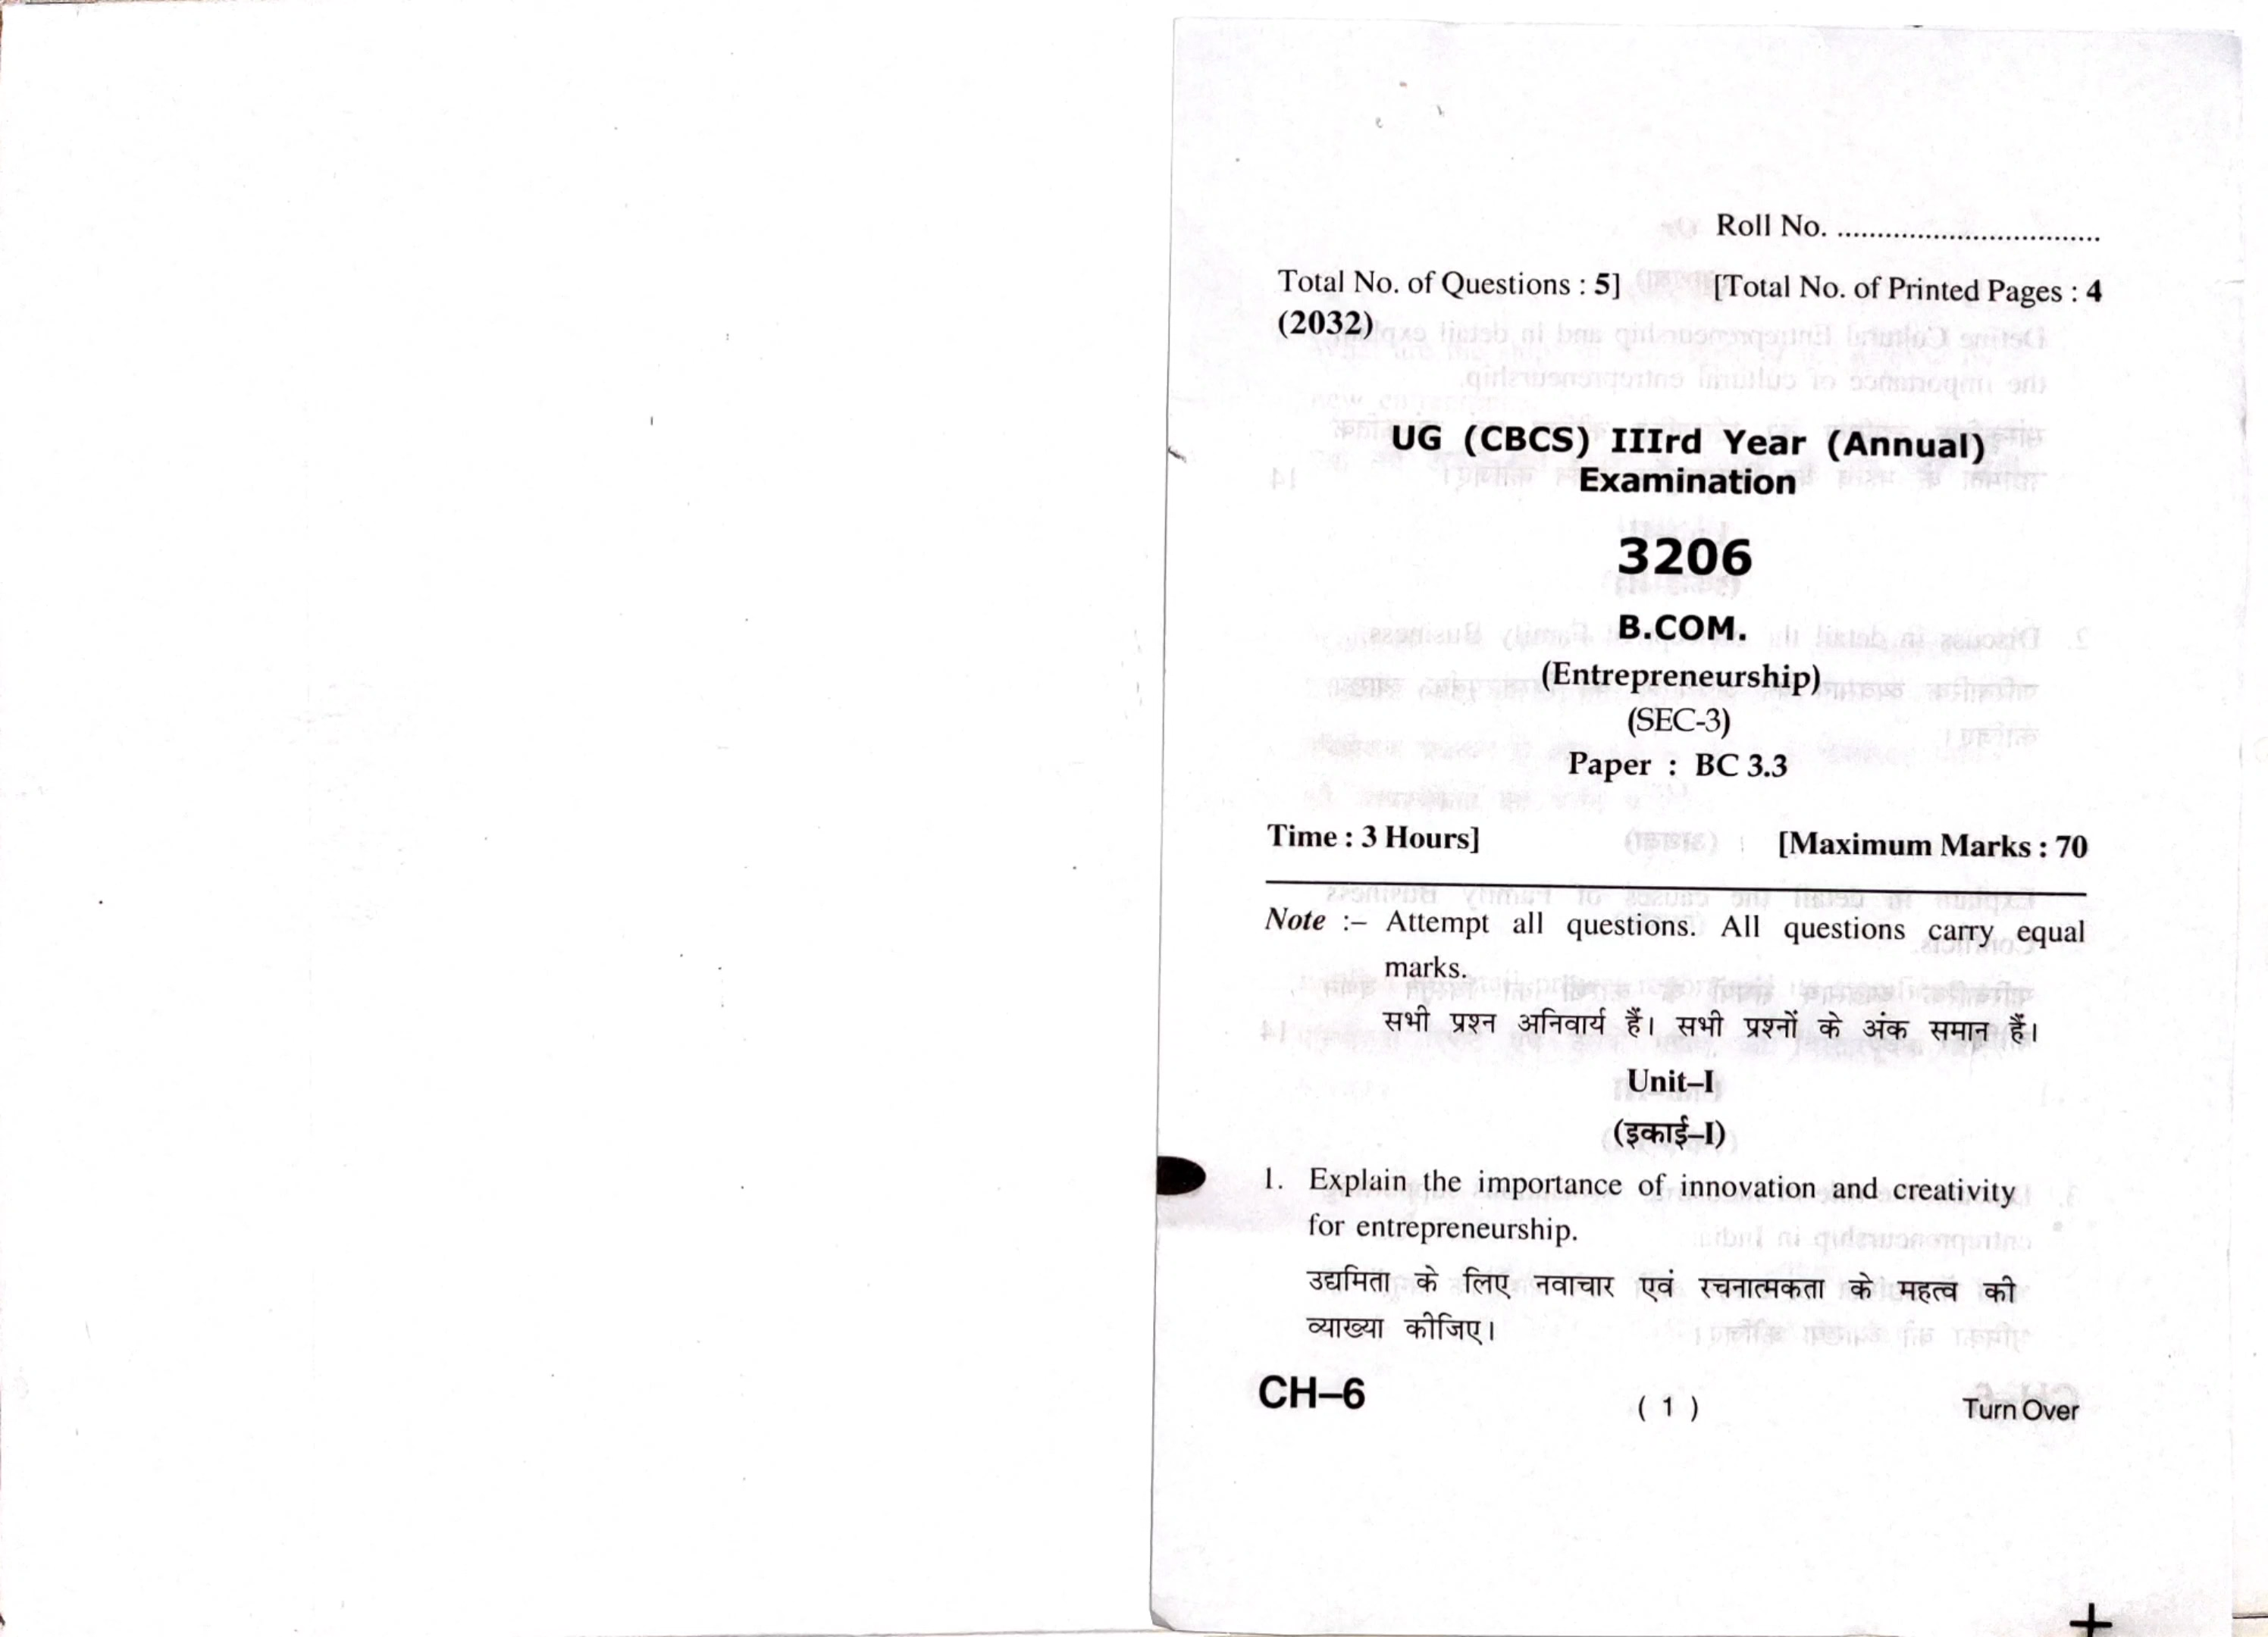 Roll No. .................................
Total No. of Questions : 5] [Total No. of Printed Pages : 4
(2032)
UG (CBCS) IIIrd Year (Annual)
Examination
3206
B.COM.
(Entrepreneurship)
(SEC-3)
Paper : BC 3.3
Time : 3 Hours] [Maximum Marks : 70
Note :– Attempt all questions. All questions carry equal
marks.
सभी प्रश्न अनिवार्य हैं। सभी प्रश्नों के अंक समान हैं।
Unit–I
(इकाई–I)
1. Explain the importance of innovation and creativity
for entrepreneurship.
उद्यमिता के लिए नवाचार एवं रचनात्मकता के महत्व की
व्याख्या कीजिए।
CH–6 ( 1 ) Turn Over